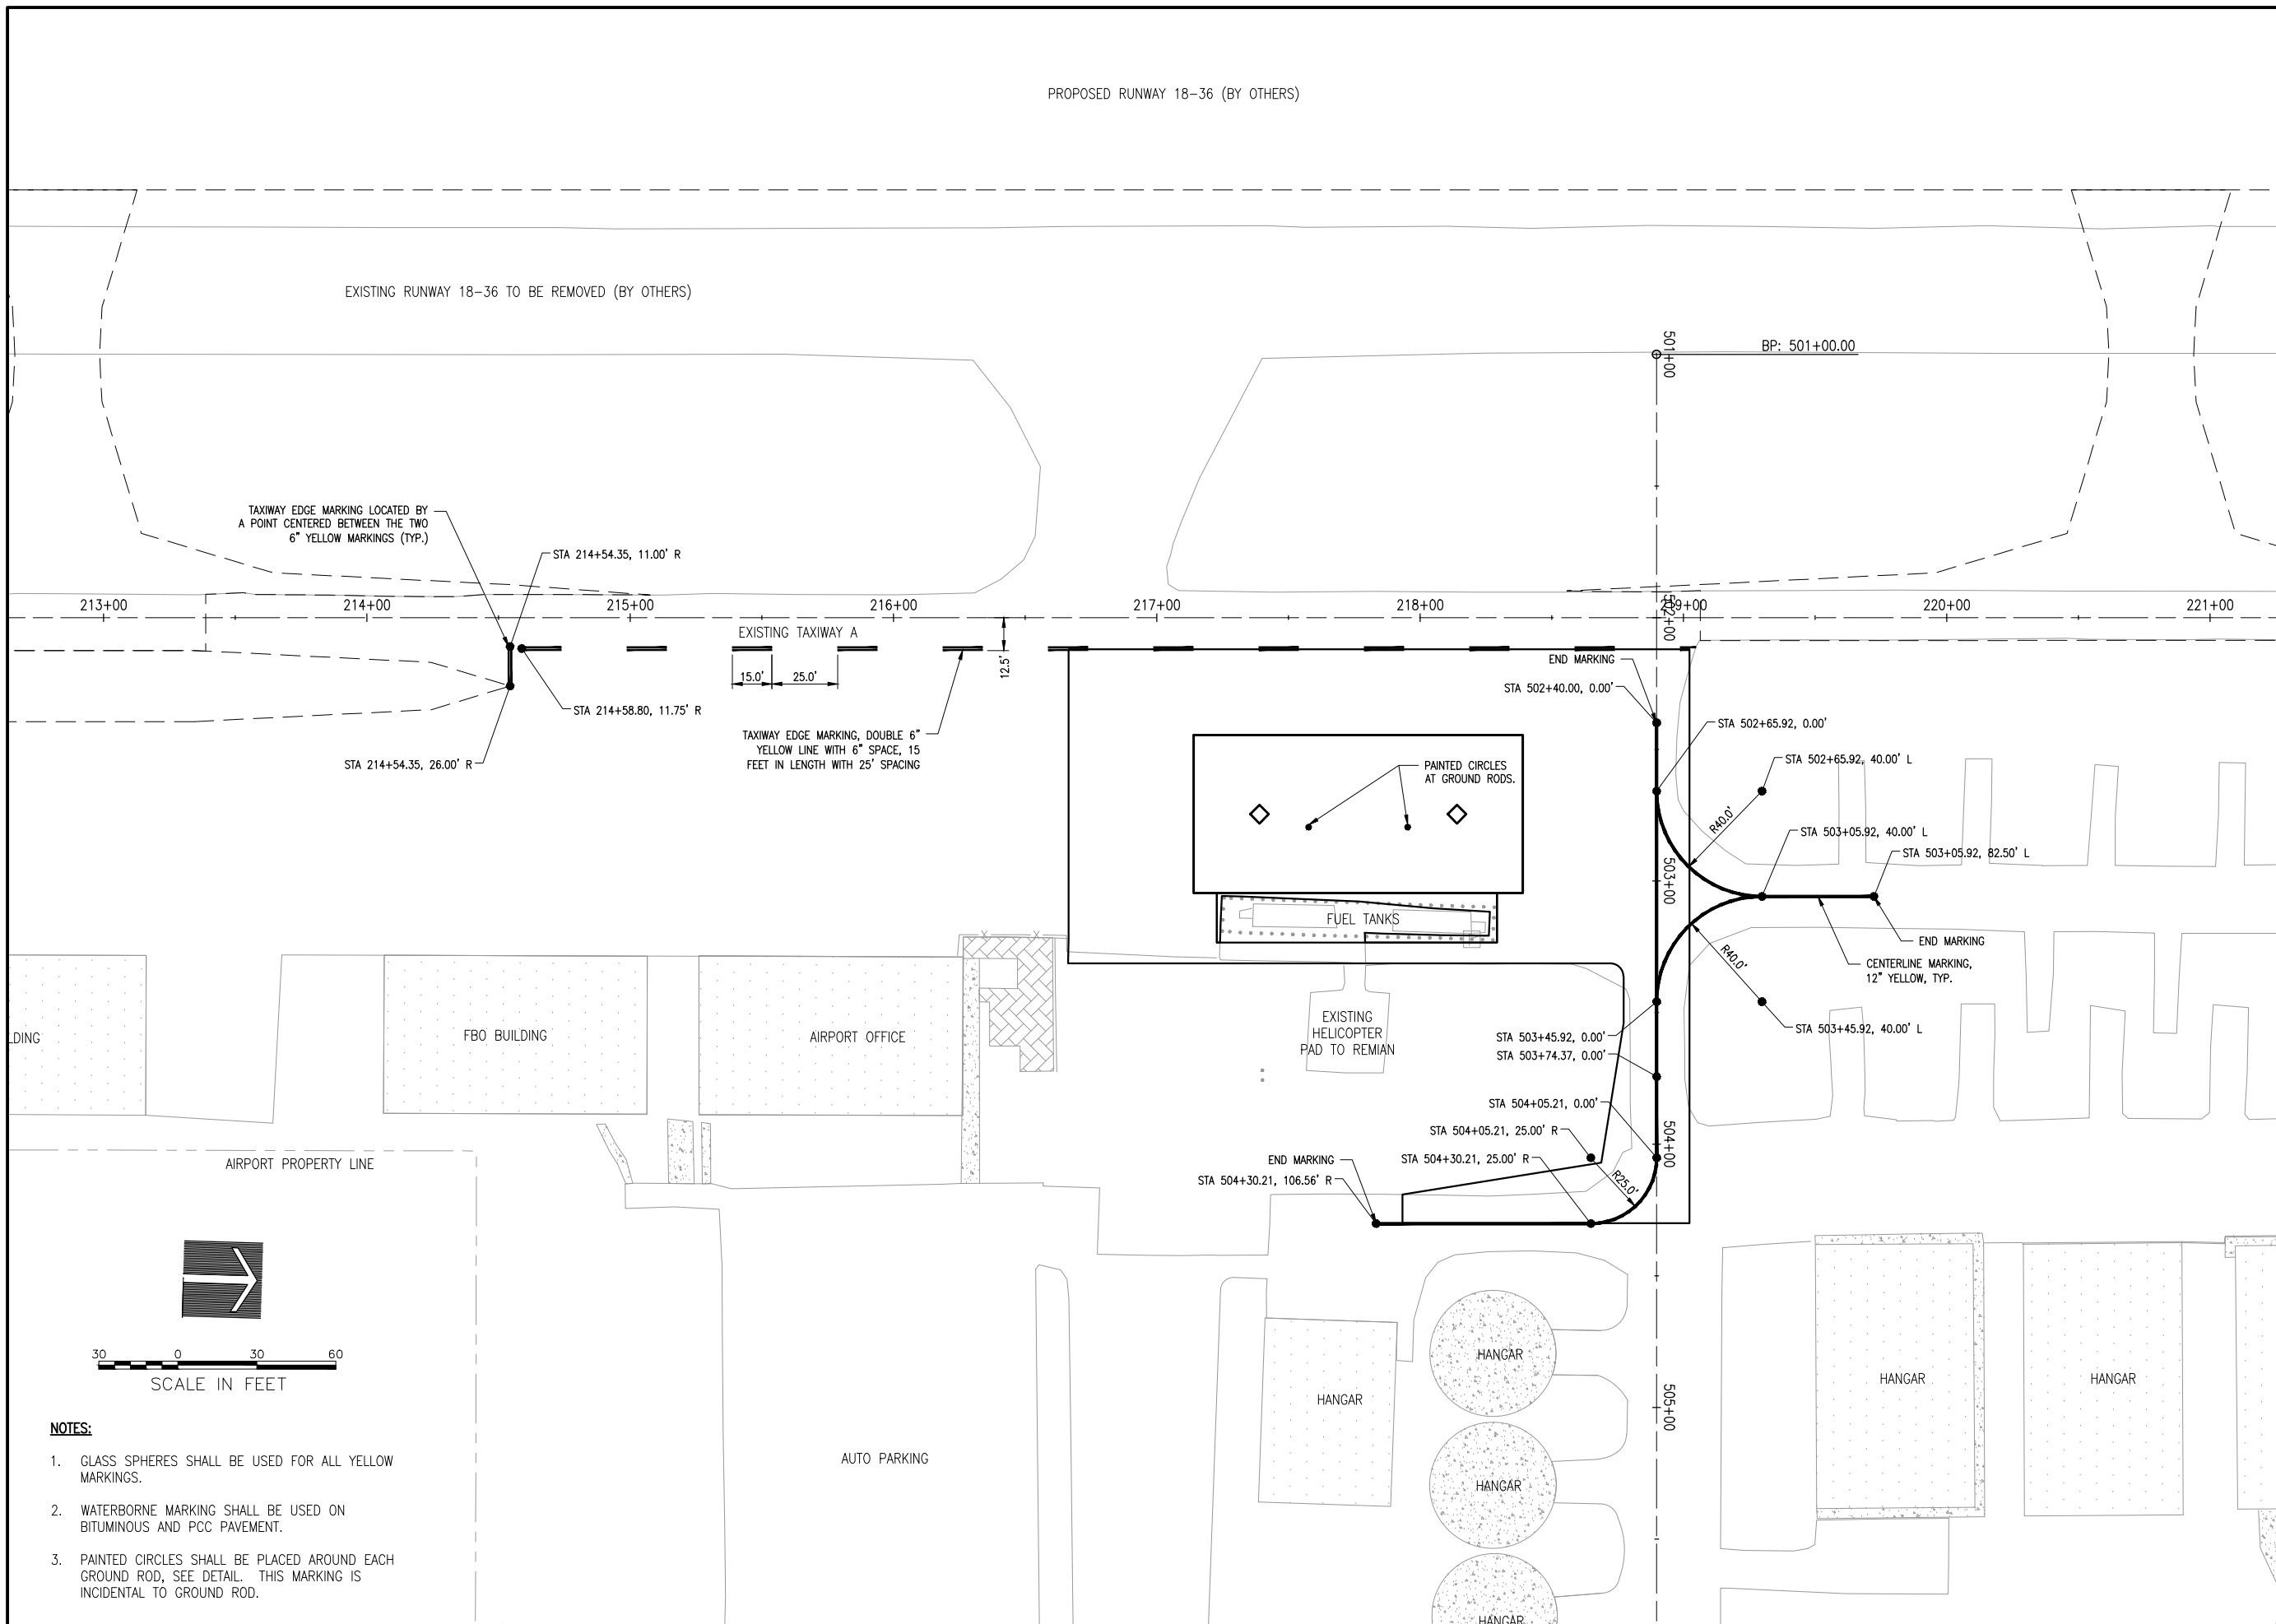 PROPOSED RUNWAY 18-36 (BY OTHERS)
EXISTING RUNWAY 18-36 TO BE REMOVED (BY OTHERS)
501+00
BP: 501+00.00
TAXIWAY EDGE MARKING LOCATED BY
A POINT CENTERED BETWEEN THE TWO
6" YELLOW MARKINGS (TYP.)
STA 214+54.35, 11.00' R
213+00
214+00
215+00
216+00
217+00
218+00
219+00
220+00
221+00
502+00
EXISTING TAXIWAY A
12.5'
15.0'
25.0'
STA 214+58.80, 11.75' R
STA 214+54.35, 26.00' R
TAXIWAY EDGE MARKING, DOUBLE 6"
YELLOW LINE WITH 6" SPACE, 15
FEET IN LENGTH WITH 25' SPACING
END MARKING
STA 502+40.00, 0.00'
STA 502+65.92, 0.00'
STA 502+65.92, 40.00' L
PAINTED CIRCLES
AT GROUND RODS.
R40.0'
STA 503+05.92, 40.00' L
STA 503+05.92, 82.50' L
503+00
FUEL TANKS
END MARKING
CENTERLINE MARKING,
12" YELLOW, TYP.
R40.0'
STA 503+45.92, 40.00' L
LDING
FBO BUILDING
AIRPORT OFFICE
EXISTING
HELICOPTER
PAD TO REMIAN
STA 503+45.92, 0.00'
STA 503+74.37, 0.00'
STA 504+05.21, 0.00'
STA 504+05.21, 25.00' R
504+00
END MARKING
STA 504+30.21, 25.00' R
STA 504+30.21, 106.56' R
R25.0'
AIRPORT PROPERTY LINE
30 0 30 60
SCALE IN FEET
HANGAR
HANGAR
HANGAR
HANGAR
HANGAR
HANGAR
505+00
AUTO PARKING
NOTES:
1. GLASS SPHERES SHALL BE USED FOR ALL YELLOW
MARKINGS.
2. WATERBORNE MARKING SHALL BE USED ON
BITUMINOUS AND PCC PAVEMENT.
3. PAINTED CIRCLES SHALL BE PLACED AROUND EACH
GROUND ROD, SEE DETAIL. THIS MARKING IS
INCIDENTAL TO GROUND ROD.